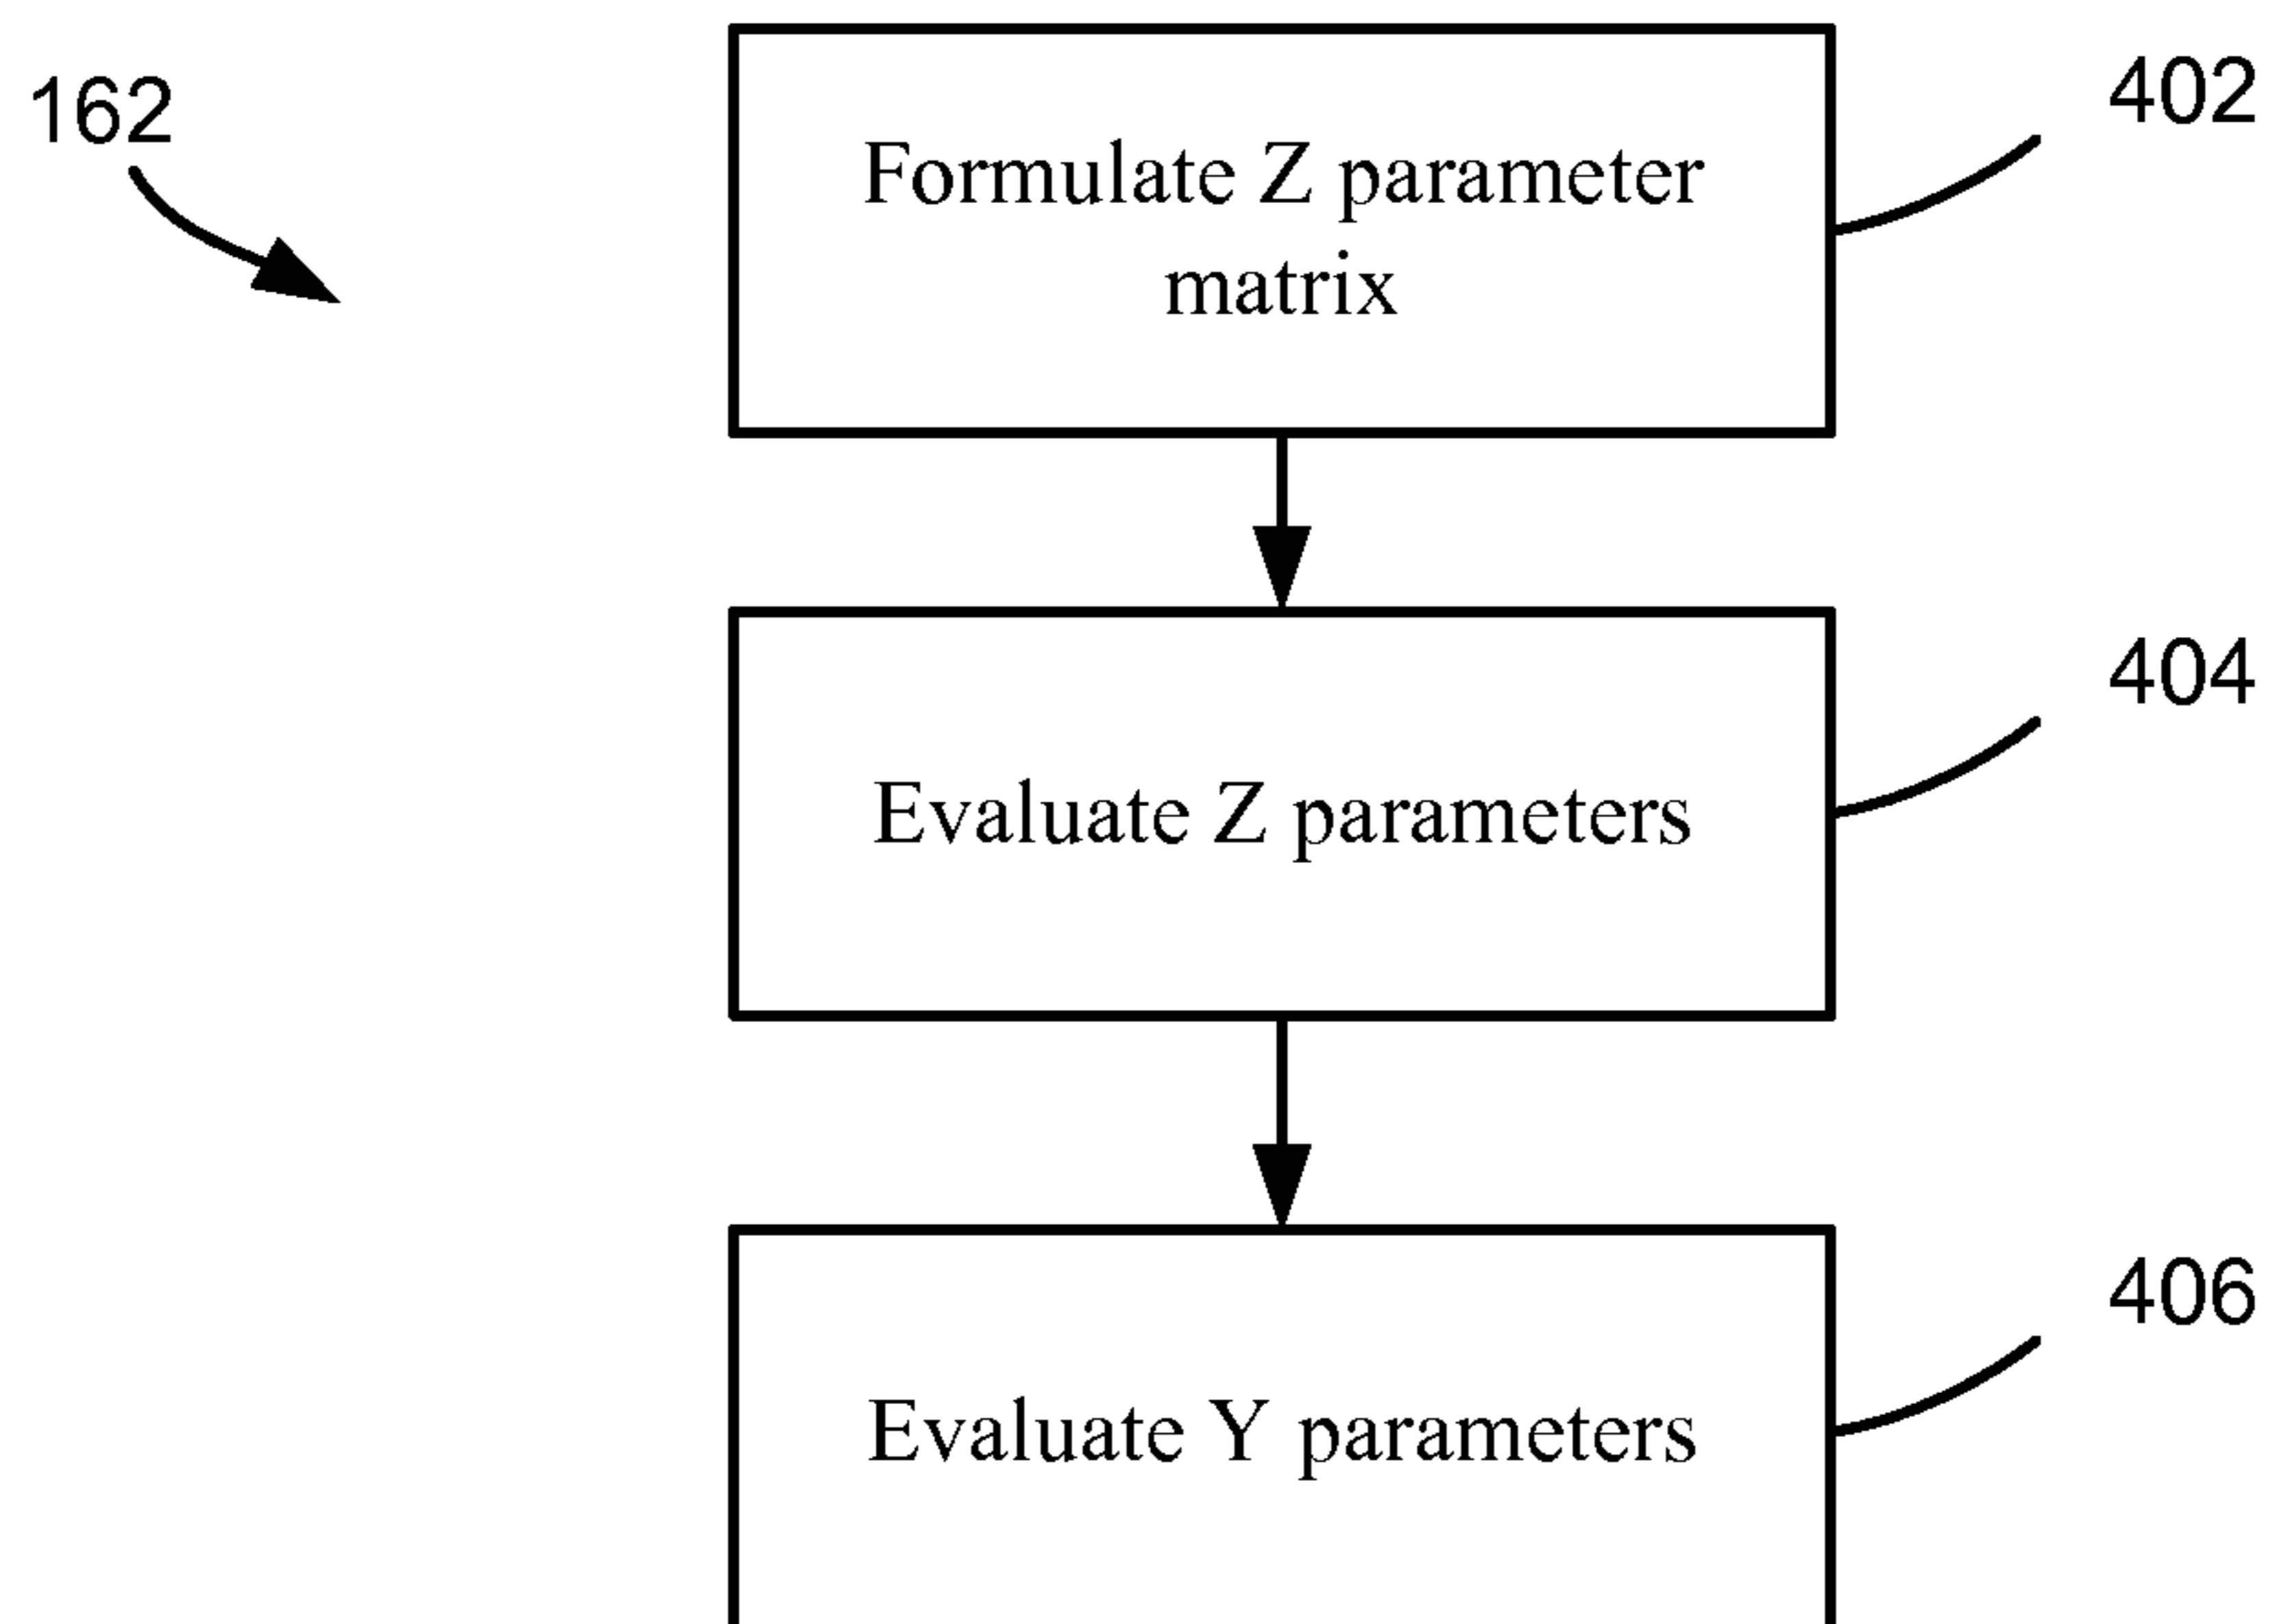 162
402
Formulate Z parameter
matrix
404
Evaluate Z parameters
406
Evaluate Y parameters